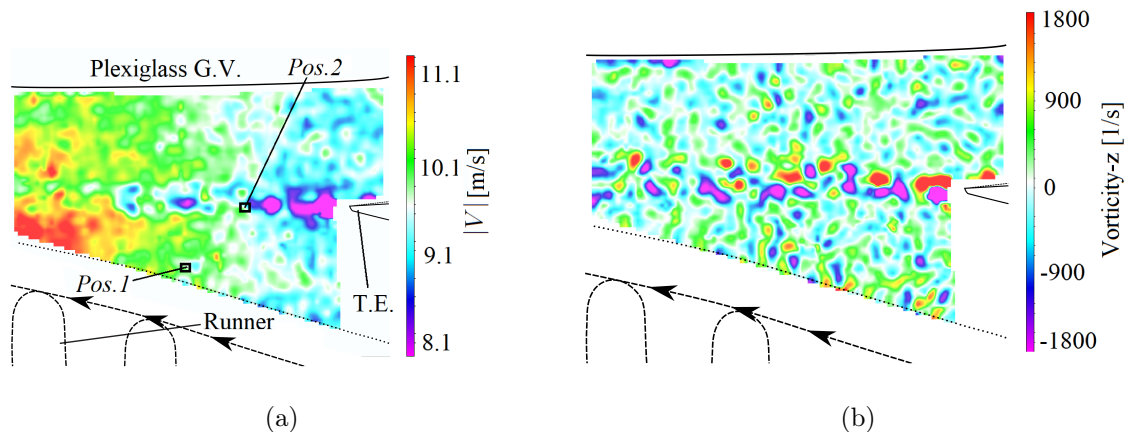 Plexiglass G.V.
Pos.2
Pos.1
T.E.
Runner
11.1
10.1
9.1
8.1
|V| [m/s]
(a)
1800
900
0
-900
-1800
Vorticity-z [1/s]
(b)